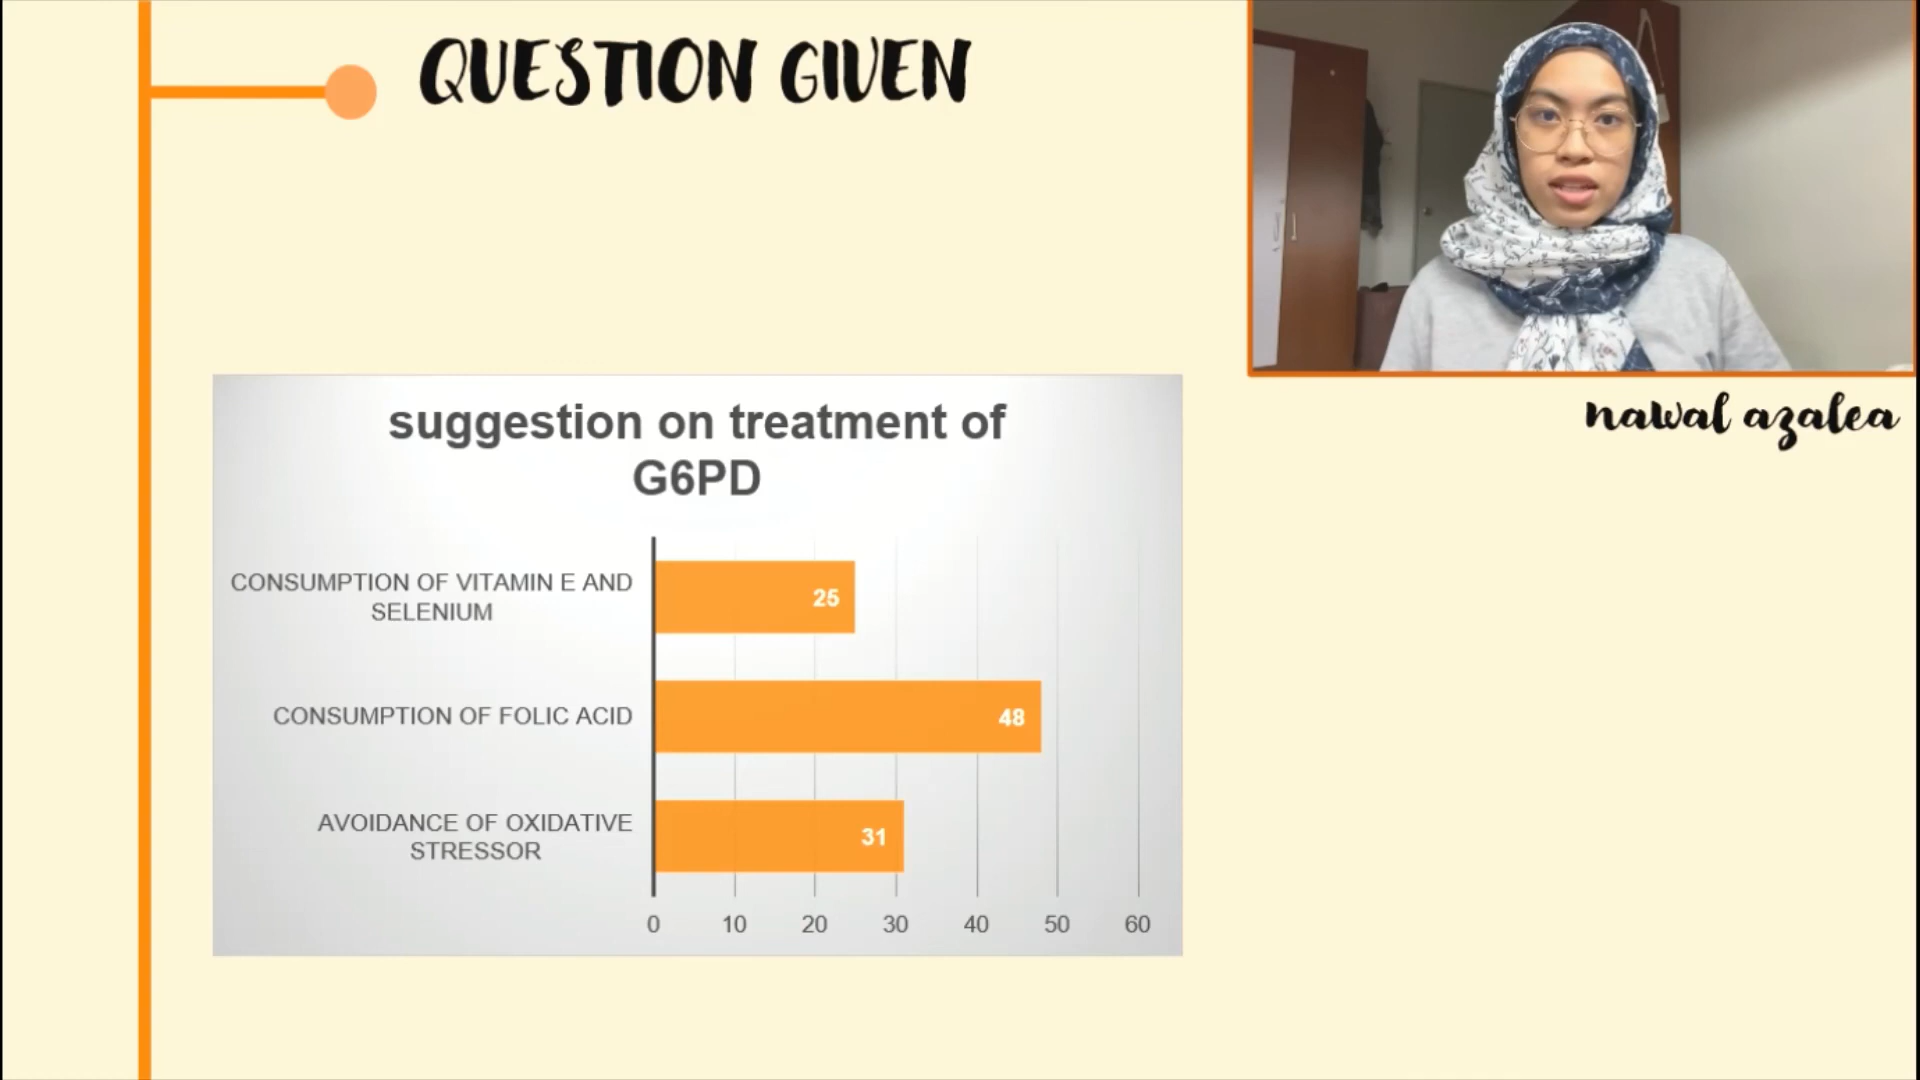 QUESTION GIVEN
nawal azalea
suggestion on treatment of
G6PD
CONSUMPTION OF VITAMIN E AND
SELENIUM
25
CONSUMPTION OF FOLIC ACID
48
AVOIDANCE OF OXIDATIVE
STRESSOR
31
0 10 20 30 40 50 60